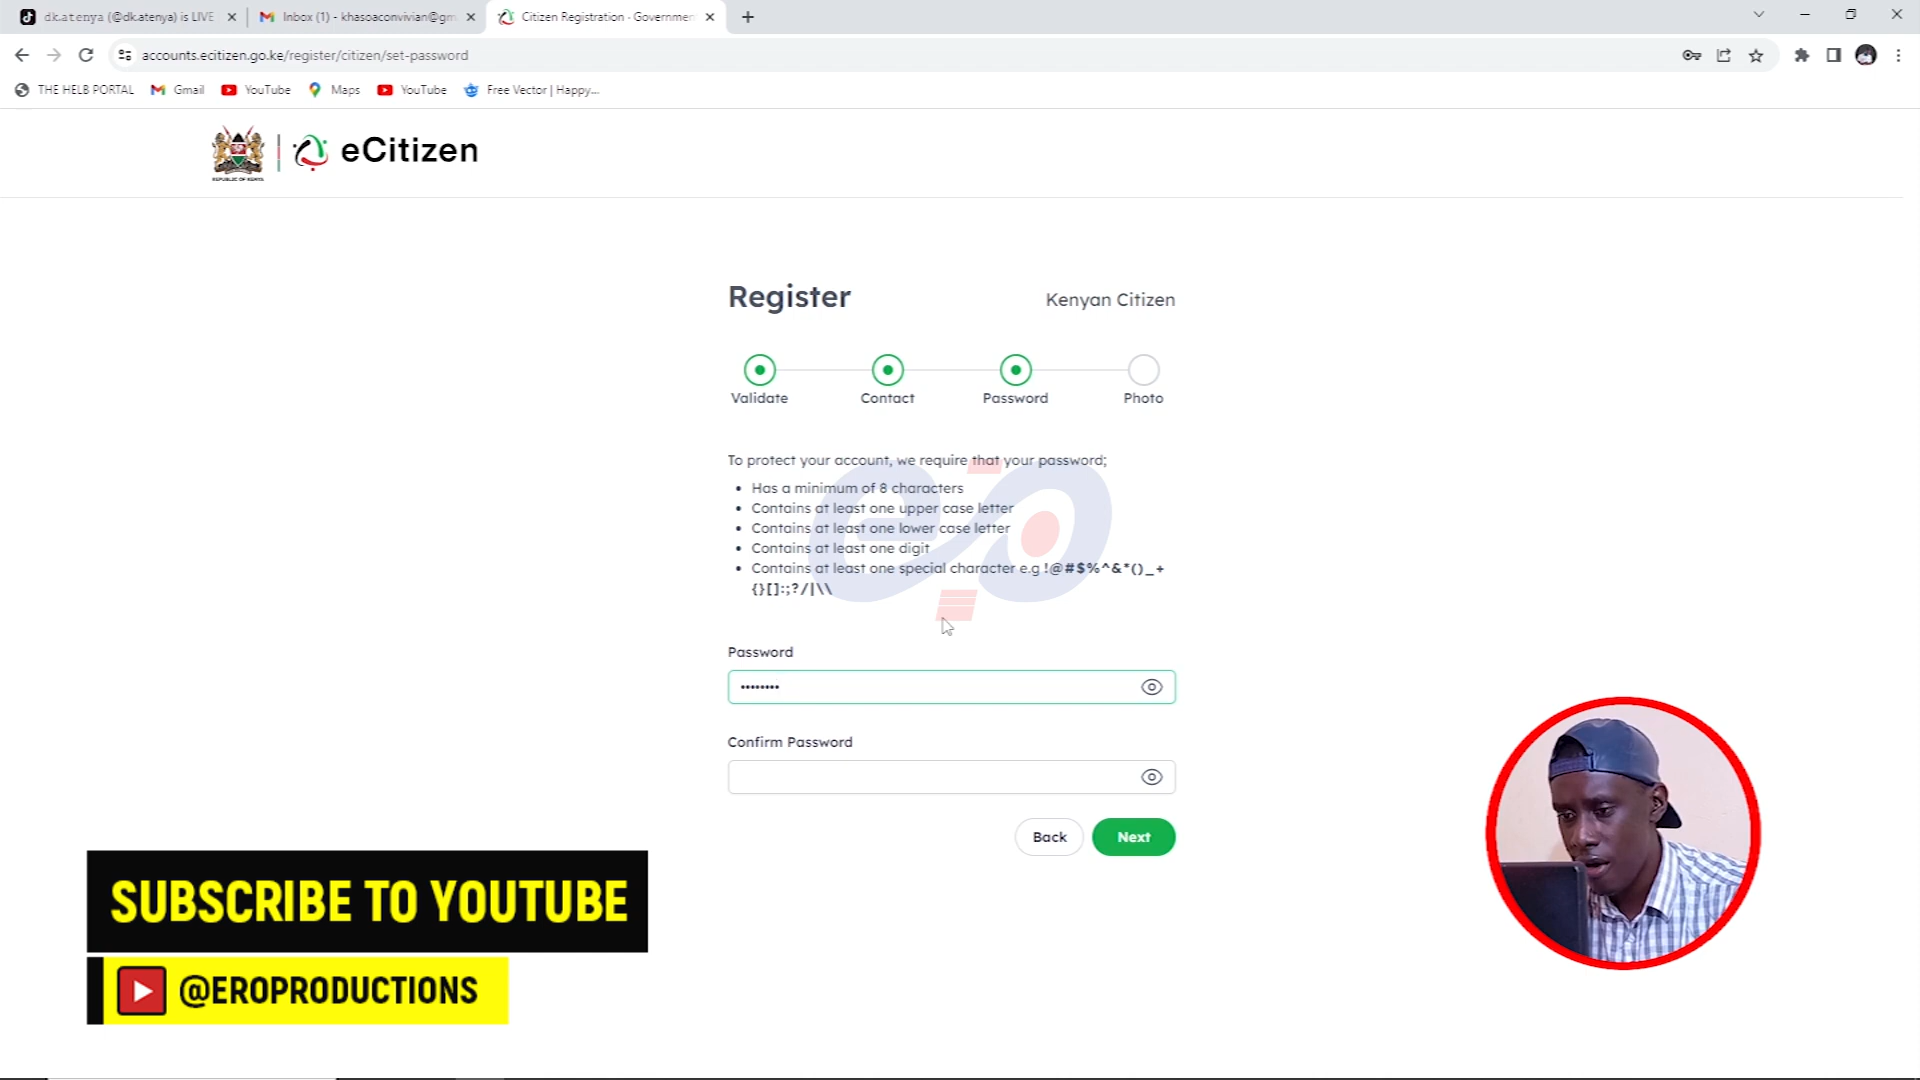 dk.atenya (@dk.atenya) is LIVE
Inbox (1) - khasoaconvivian@gm
Citizen Registration - Governmen
accounts.ecitizen.go.ke/register/citizen/set-password
THE HELB PORTAL
Gmail
YouTube
Maps
YouTube
Free Vector | Happy...
REPUBLIC OF KENYA
eCitizen
Register
Kenyan Citizen
Validate
Contact
Password
Photo
To protect your account, we require that your password;
• Has a minimum of 8 characters
• Contains at least one upper case letter
• Contains at least one lower case letter
• Contains at least one digit
• Contains at least one special character e.g !@#$%^&*()_+
{}[]:;?/|\\
ero
Password
••••••••
Confirm Password
Back
Next
SUBSCRIBE TO YOUTUBE
@EROPRODUCTIONS